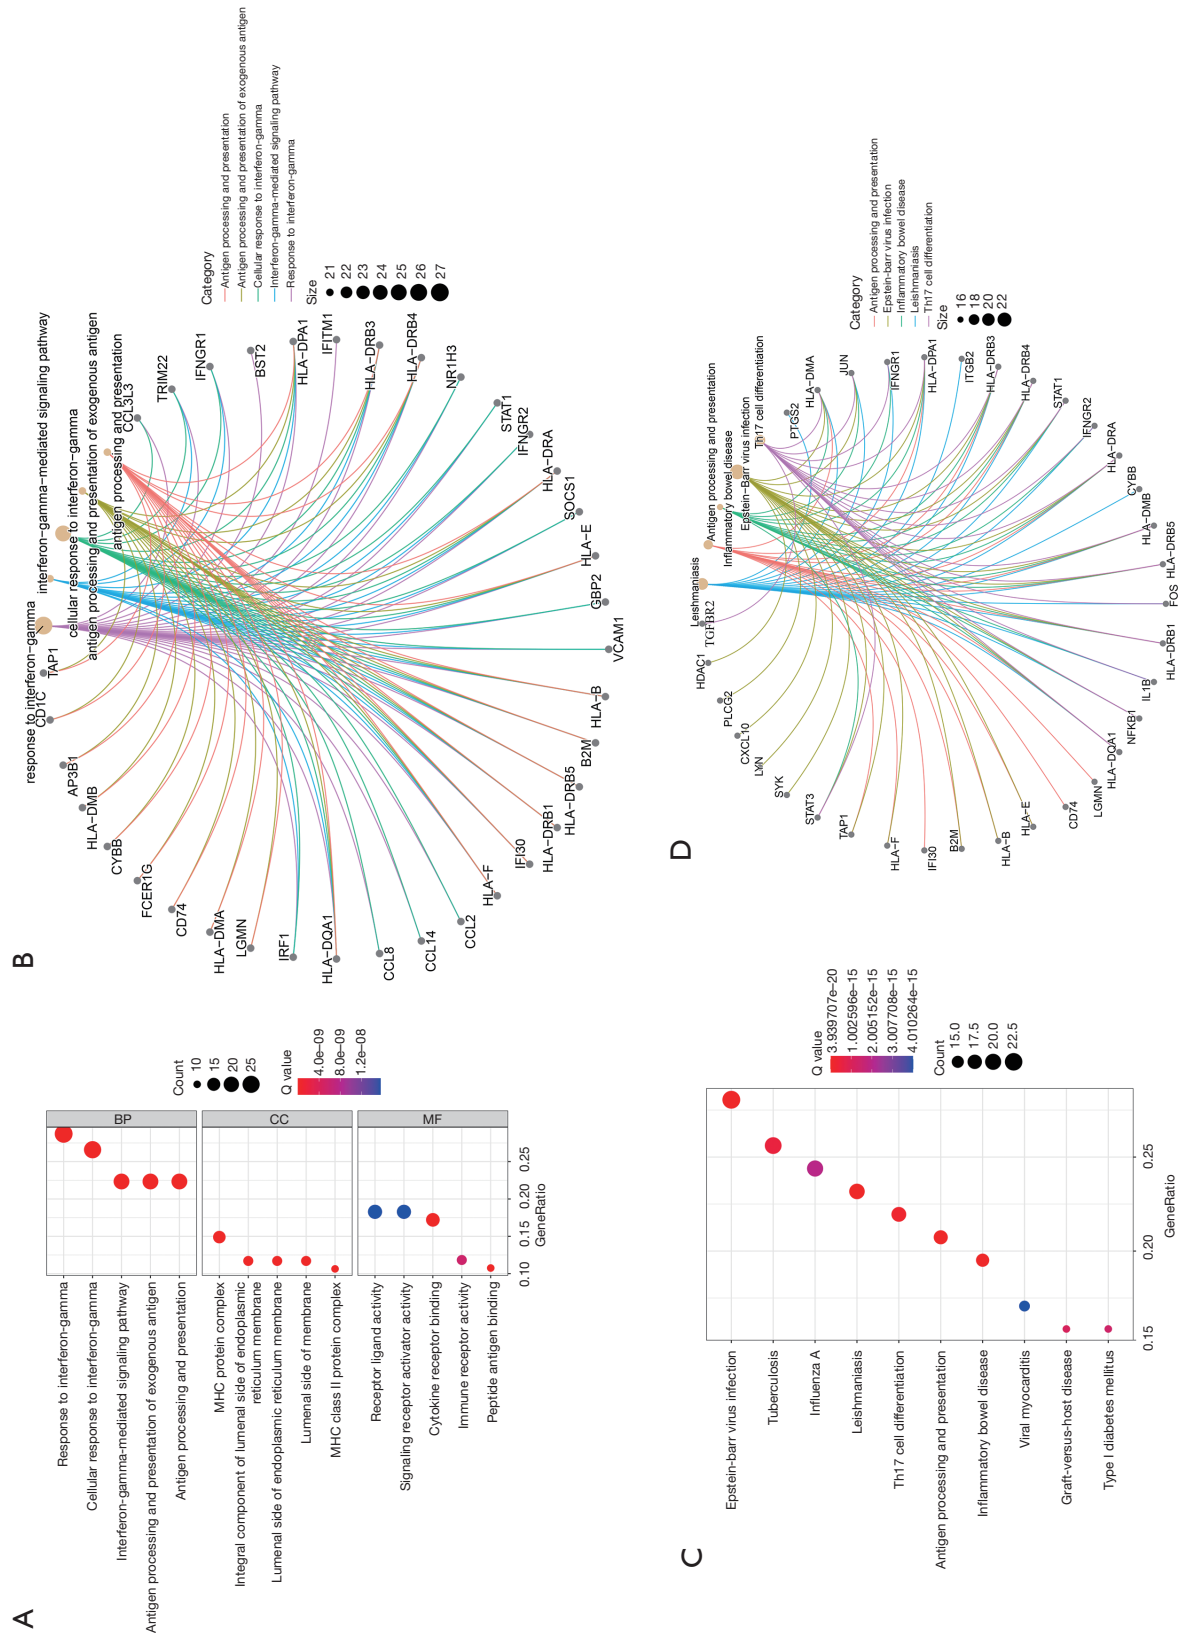 A
Response to interferon-gamma
Cellular response to interferon-gamma
Interferon-gamma-mediated signaling pathway
Antigen processing and presentation of exogenous antigen
Antigen processing and presentation
MHC protein complex
Integral component of lumenal side of endoplasmic
reticulum membrane
Lumenal side of endoplasmic reticulum membrane
Lumenal side of membrane
MHC class II protein complex
Receptor ligand activity
Signaling receptor activator activity
Cytokine receptor binding
Immune receptor activity
Peptide antigen binding
BP
CC
MF
0.10
0.15
0.20
0.25
GeneRatio
Count
10
15
20
25
Q value
4.0e-09
8.0e-09
1.2e-08
B
response to interferon-gamma
interferon-gamma-mediated signaling pathway
cellular response to interferon-gamma
antigen processing and presentation of exogenous antigen
antigen processing and presentation
CCL3L3
TRIM22
IFNGR1
BST2
HLA-DPA1
IFITM1
HLA-DRB3
HLA-DRB4
NR1H3
STAT1
IFNGR2
HLA-DRA
SOCS1
HLA-E
GBP2
VCAM1
HLA-B
B2M
HLA-DRB5
HLA-DRB1
IFI30
HLA-F
CCL2
CCL14
CCL8
HLA-DQA1
IRF1
LGMN
HLA-DMA
CD74
FCER1G
CYBB
HLA-DMB
AP3B1
CD1C
TAP1
Category
Antigen processing and presentation
Antigen processing and presentation of exogenous antigen
Cellular response to interferon-gamma
Interferon-gamma-mediated signaling pathway
Response to interferon-gamma
Size
21
22
23
24
25
26
27
C
Epstein-barr virus infection
Tuberculosis
Influenza A
Leishmaniasis
Th17 cell differentiation
Antigen processing and presentation
Inflammatory bowel disease
Viral myocarditis
Graft-versus-host disease
Type I diabetes mellitus
0.15
0.20
0.25
GeneRatio
Q value
3.939707e-20
1.002596e-15
2.005152e-15
3.007708e-15
4.010264e-15
Count
15.0
17.5
20.0
22.5
D
Leishmaniasis
Antigen processing and presentation
Inflammatory bowel disease
Epstein-Barr virus infection
Th17 cell differentiation
PTGS2
HLA-DMA
JUN
IFNGR1
HLA-DPA1
ITGB2
HLA-DRB3
HLA-DRB4
STAT1
IFNGR2
HLA-DRA
CYBB
HLA-DMB
HLA-DRB5
FOS
HLA-DRB1
IL1B
NFKB1
HLA-DQA1
LGMN
CD74
HLA-E
HLA-B
B2M
IFI30
HLA-F
TAP1
STAT3
SYK
LYN
CXCL10
PLCG2
HDAC1
TGFBR2
Category
Antigen processing and presentation
Epstein-barr virus infection
Inflammatory bowel disease
Leishmaniasis
Th17 cell differentiation
Size
16
18
20
22